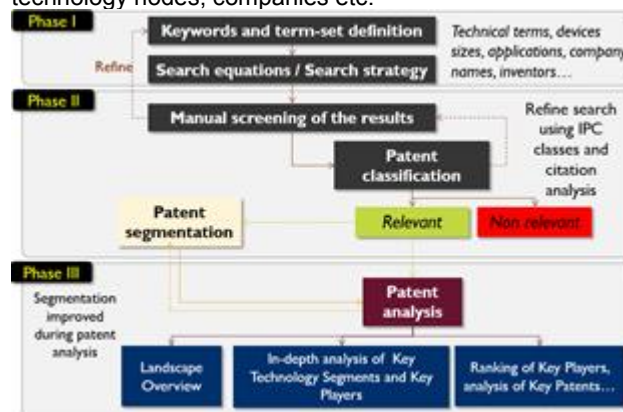 technology nodes, companies etc.
Phase I
Keywords and term-set definition
Technical terms, devices
sizes, applications, company
names, inventors…
Refine
Search equations / Search strategy
Phase II
Manual screening of the results
Refine search
using IPC
classes and
citation
analysis
Patent
classification
Patent
segmentation
Relevant
Non relevant
Phase III
Segmentation
improved
during patent
analysis
Patent
analysis
Landscape
Overview
In-depth analysis of Key
Technology Segments and Key
Players
Ranking of Key Players,
analysis of Key Patents…